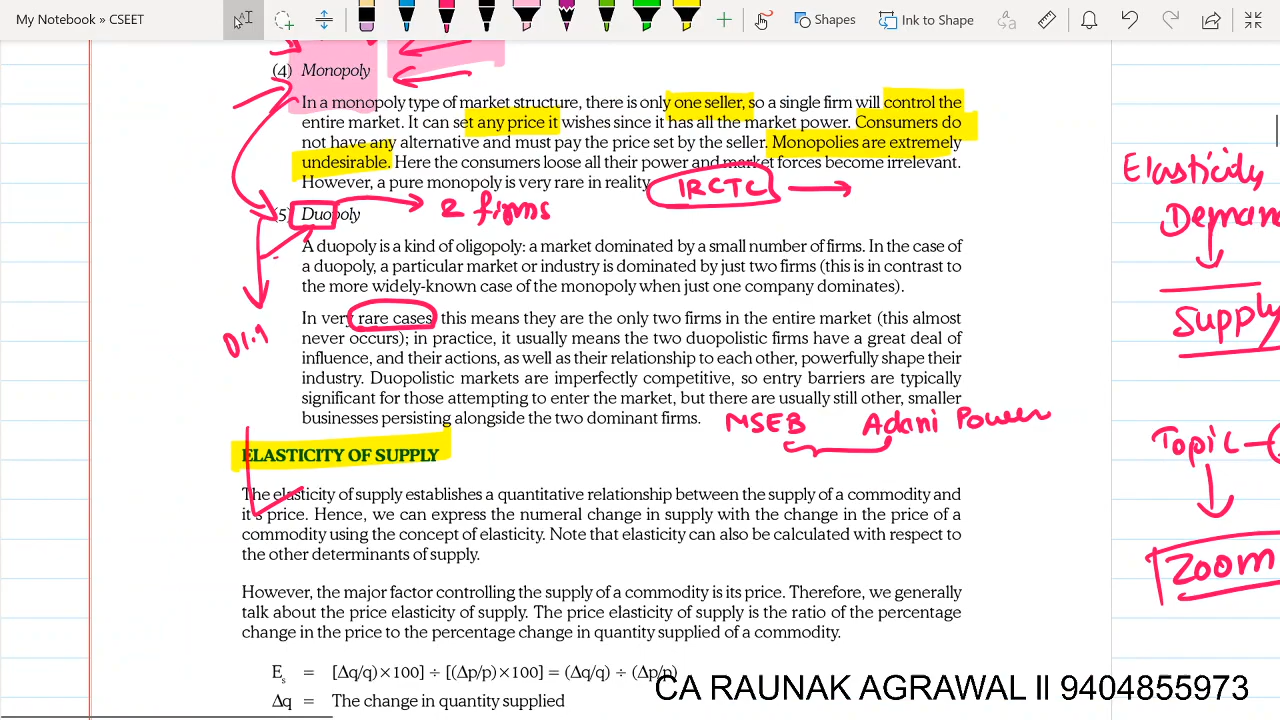 My Notebook » CSEET
Shapes
Ink to Shape
(4) Monopoly
In a monopoly type of market structure, there is only one seller, so a single firm will control the
entire market. It can set any price it wishes since it has all the market power. Consumers do
not have any alternative and must pay the price set by the seller. Monopolies are extremely
undesirable. Here the consumers loose all their power and market forces become irrelevant.
However, a pure monopoly is very rare in reality
IRCTC
(5) Duopoly
2 firms
A duopoly is a kind of oligopoly: a market dominated by a small number of firms. In the case of
a duopoly, a particular market or industry is dominated by just two firms (this is in contrast to
the more widely-known case of the monopoly when just one company dominates).
In very rare cases, this means they are the only two firms in the entire market (this almost
never occurs); in practice, it usually means the two duopolistic firms have a great deal of
influence, and their actions, as well as their relationship to each other, powerfully shape their
industry. Duopolistic markets are imperfectly competitive, so entry barriers are typically
significant for those attempting to enter the market, but there are usually still other, smaller
businesses persisting alongside the two dominant firms.
MSEB Adani Power
ELASTICITY OF SUPPLY
The elasticity of supply establishes a quantitative relationship between the supply of a commodity and
it's price. Hence, we can express the numeral change in supply with the change in the price of a
commodity using the concept of elasticity. Note that elasticity can also be calculated with respect to
the other determinants of supply.
However, the major factor controlling the supply of a commodity is its price. Therefore, we generally
talk about the price elasticity of supply. The price elasticity of supply is the ratio of the percentage
change in the price to the percentage change in quantity supplied of a commodity.
E_s = [Δq/q)×100] ÷ [(Δp/p)×100] = (Δq/q) ÷ (Δp/p)
Δq = The change in quantity supplied
Elasticity
Deman
Supply
Topic
Zoom
CA RAUNAK AGRAWAL II 9404855973